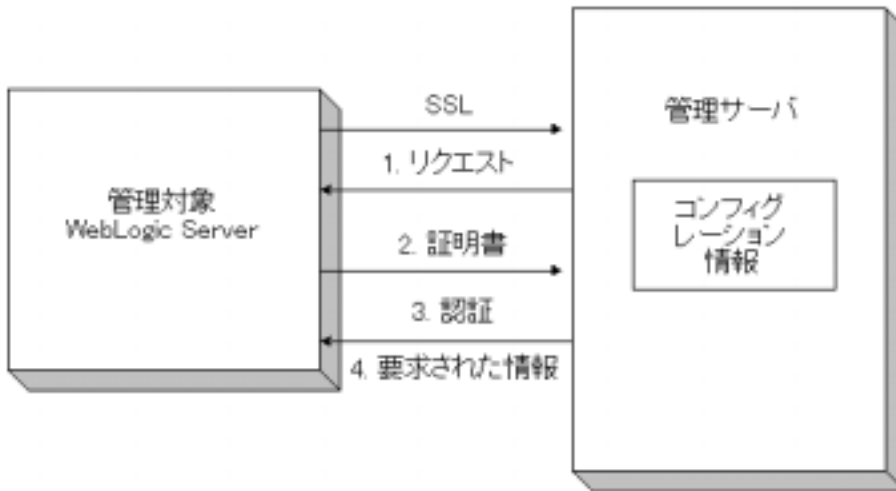 SSL
管理サーバ
1. リクエスト
管理対象
WebLogic Server
コンフィグ
レーション
情報
2. 証明書
3. 認証
4. 要求された情報